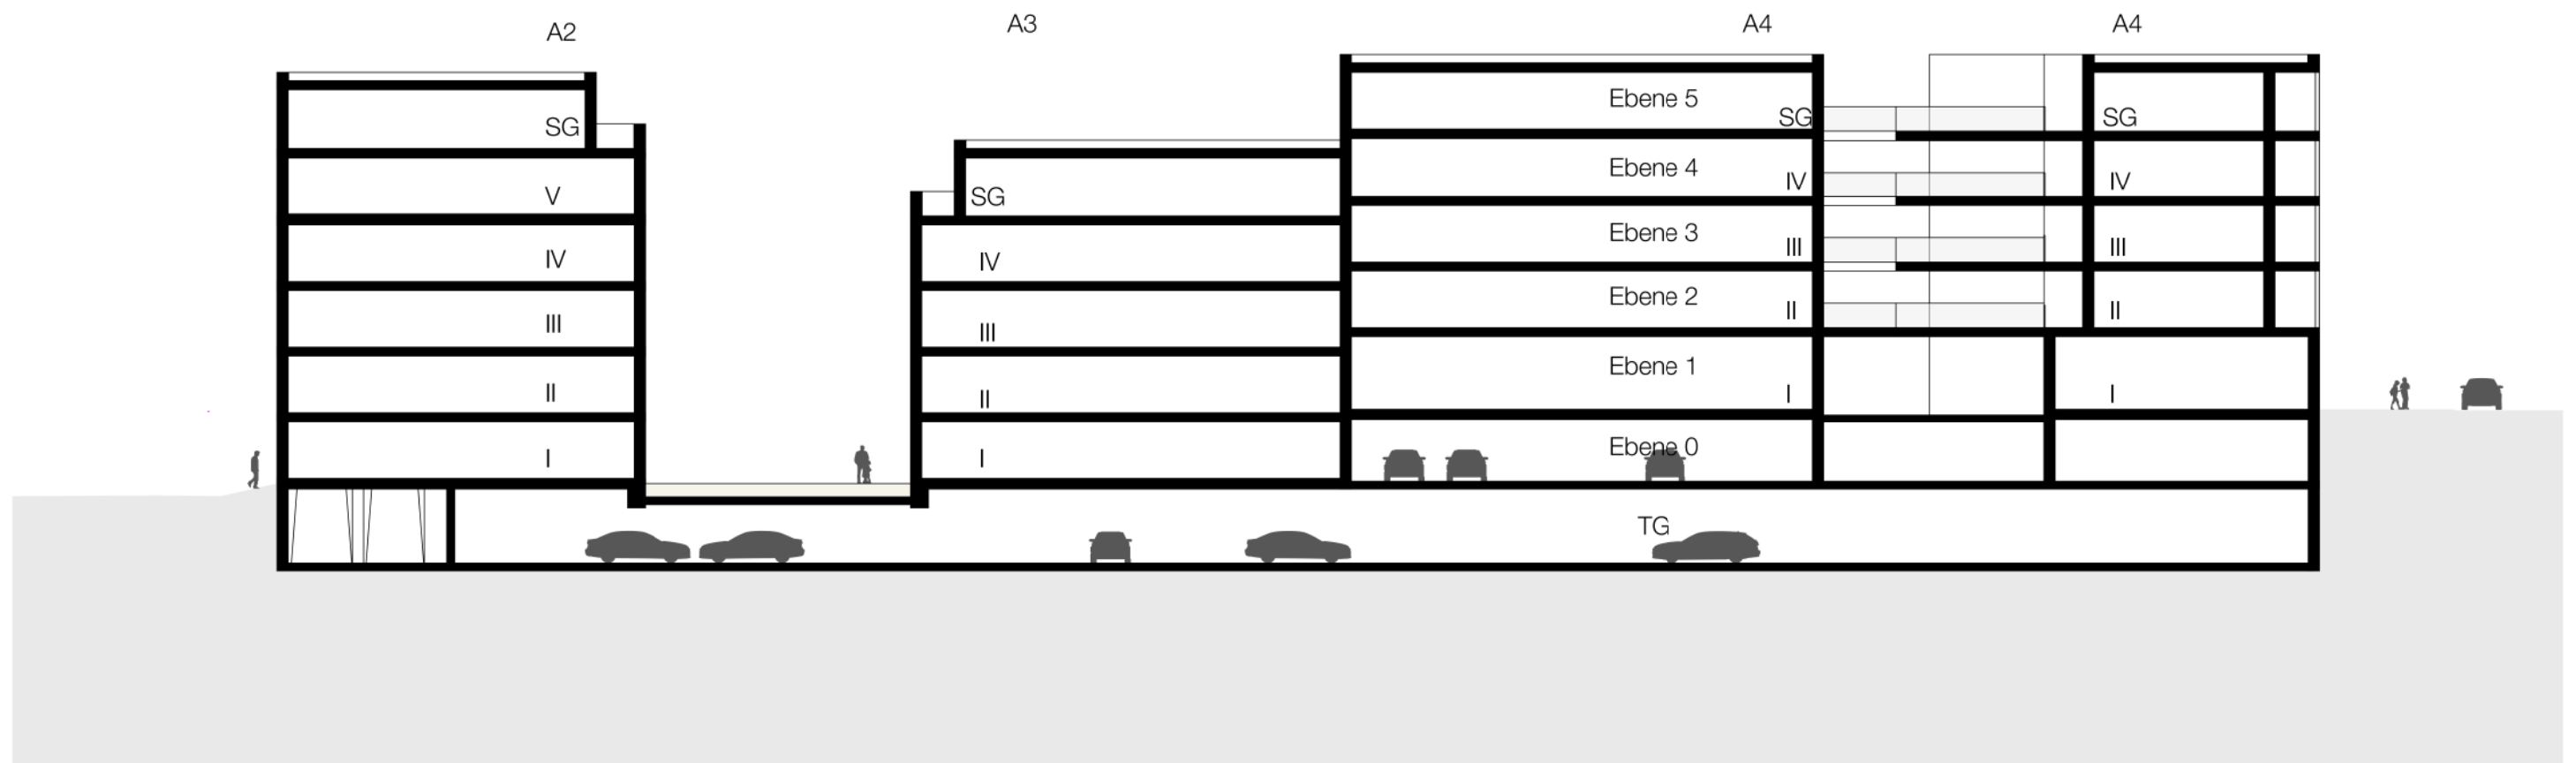 A2
A3
A4
A4
SG
V
IV
III
II
I
SG
IV
III
II
I
Ebene 5
Ebene 4
Ebene 3
Ebene 2
Ebene 1
Ebene 0
SG
IV
III
II
I
SG
IV
III
II
I
TG